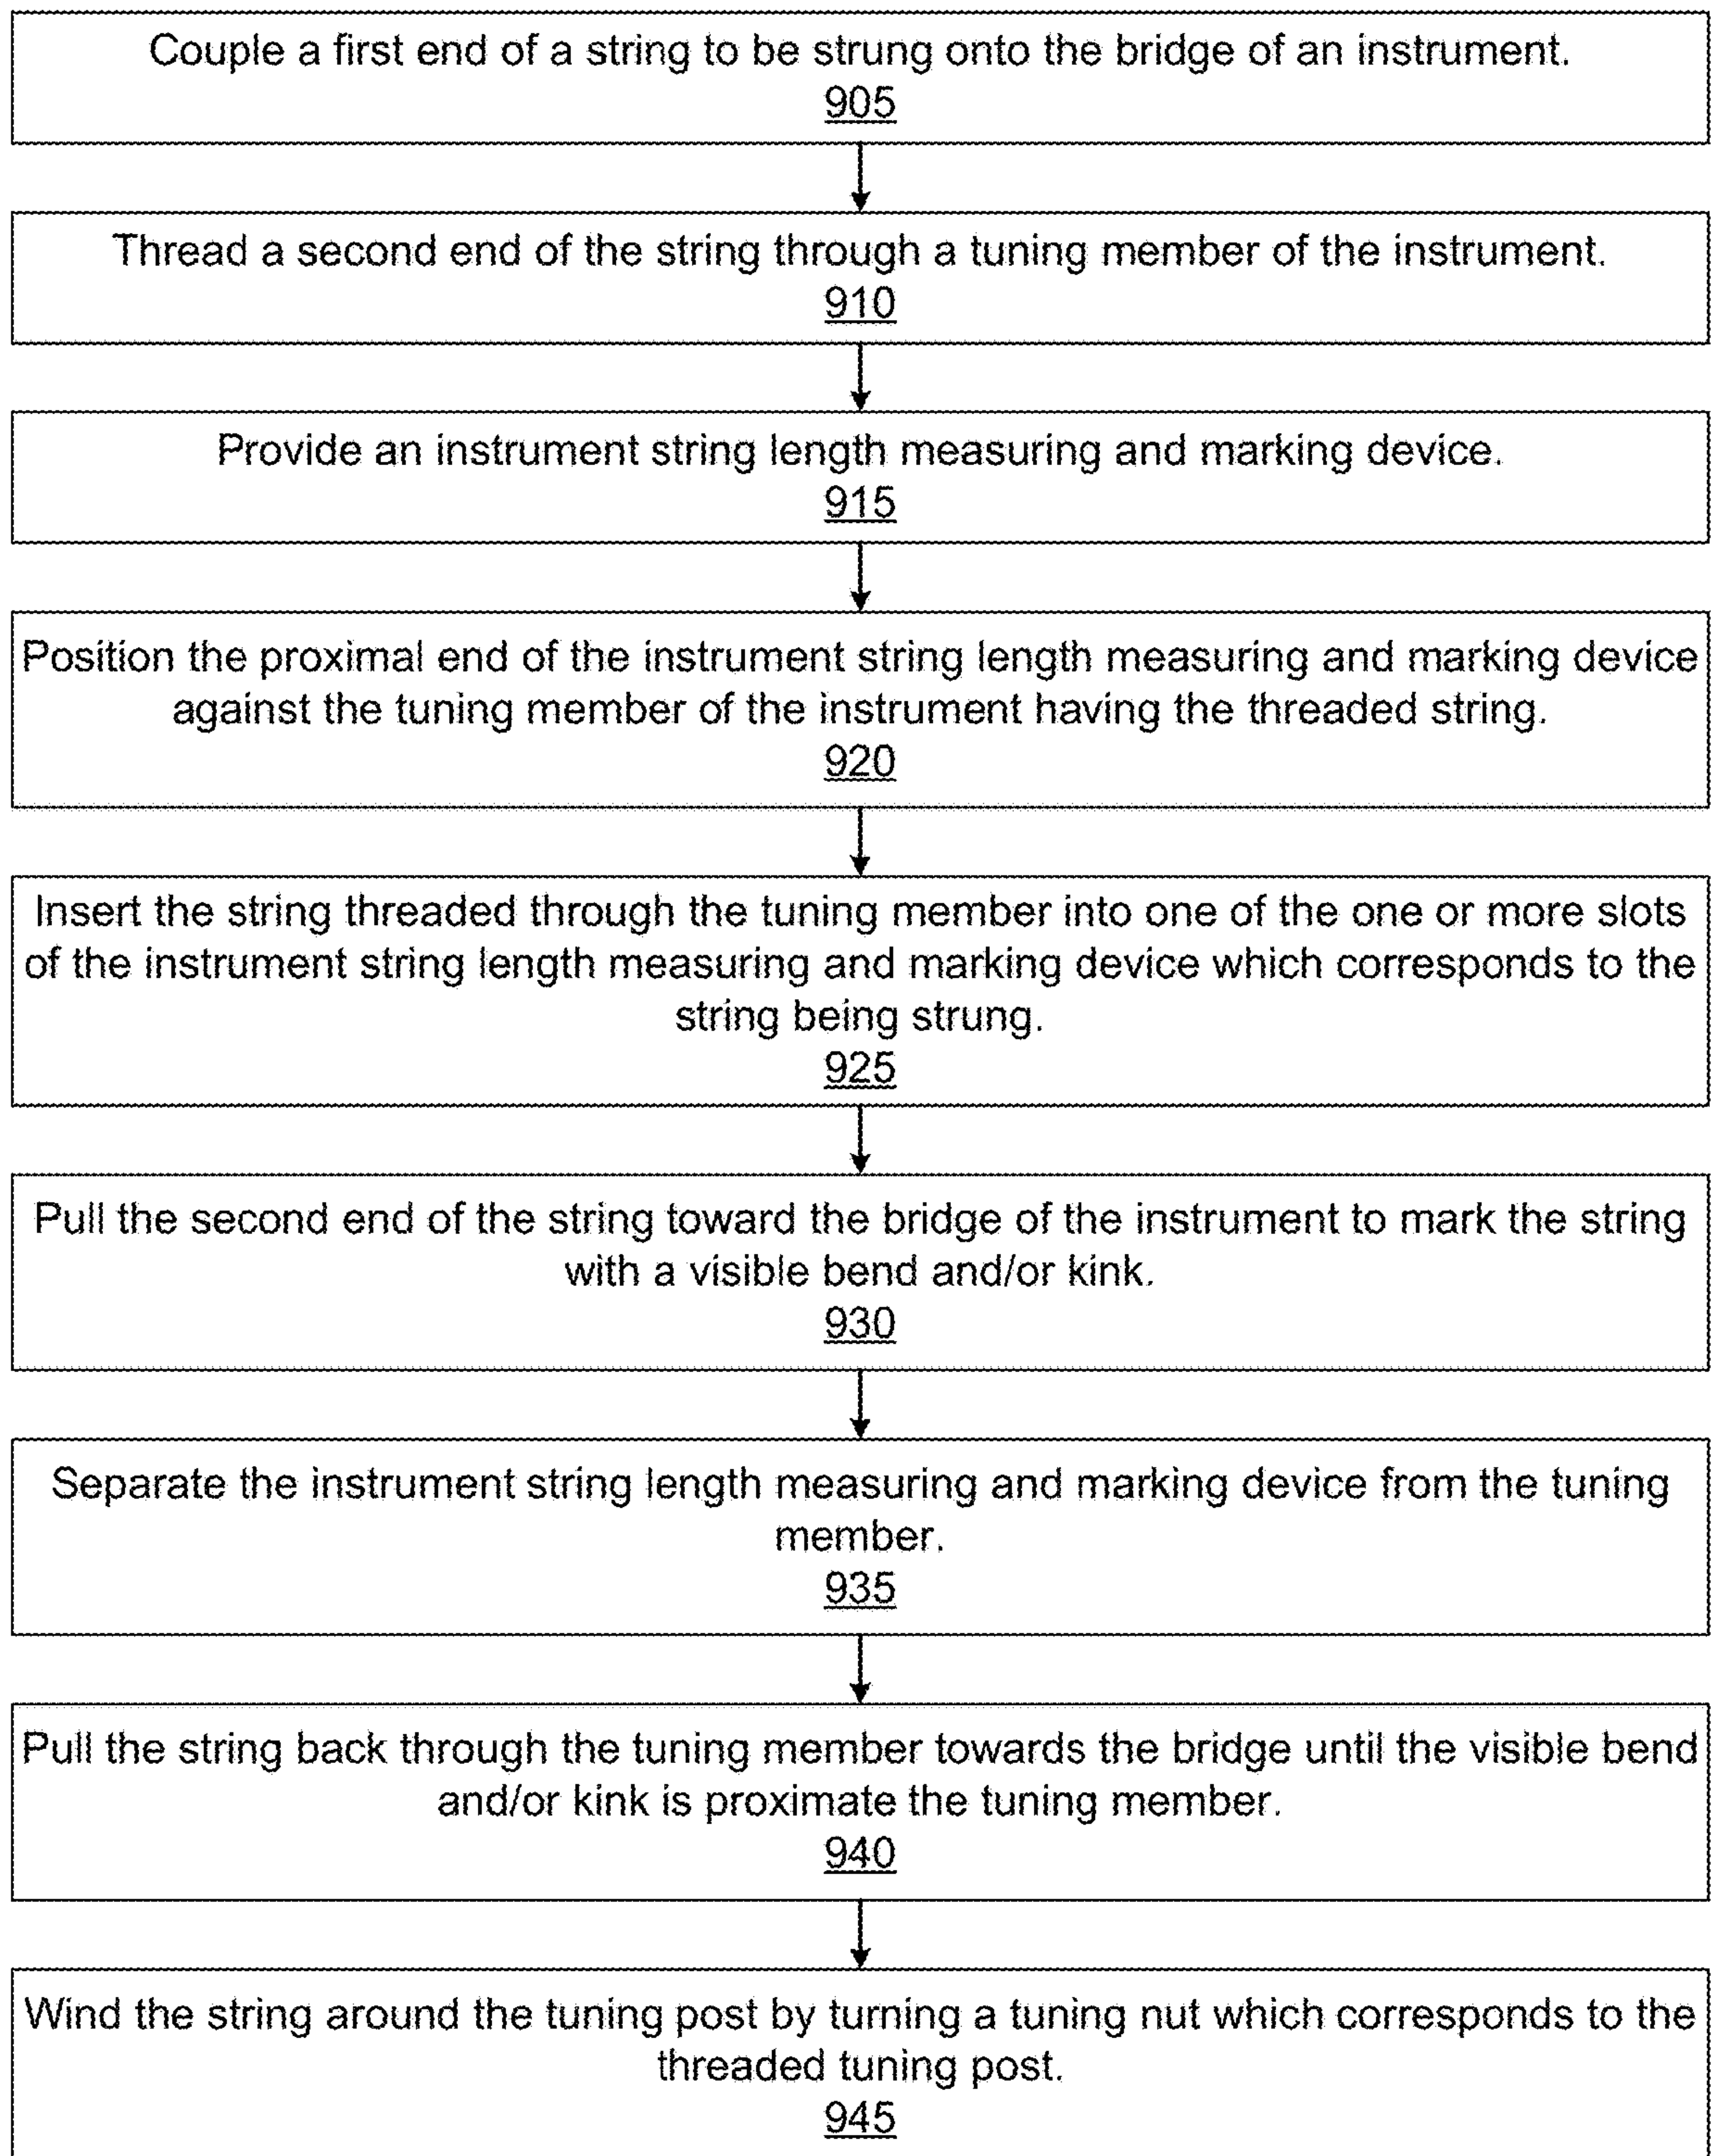 Couple a first end of a string to be strung onto the bridge of an instrument.
905
Thread a second end of the string through a tuning member of the instrument.
910
Provide an instrument string length measuring and marking device.
915
Position the proximal end of the instrument string length measuring and marking device
against the tuning member of the instrument having the threaded string.
920
Insert the string threaded through the tuning member into one of the one or more slots
of the instrument string length measuring and marking device which corresponds to the
string being strung.
925
Pull the second end of the string toward the bridge of the instrument to mark the string
with a visible bend and/or kink.
930
Separate the instrument string length measuring and marking device from the tuning
member.
935
Pull the string back through the tuning member towards the bridge until the visible bend
and/or kink is proximate the tuning member.
940
Wind the string around the tuning post by turning a tuning nut which corresponds to the
threaded tuning post.
945